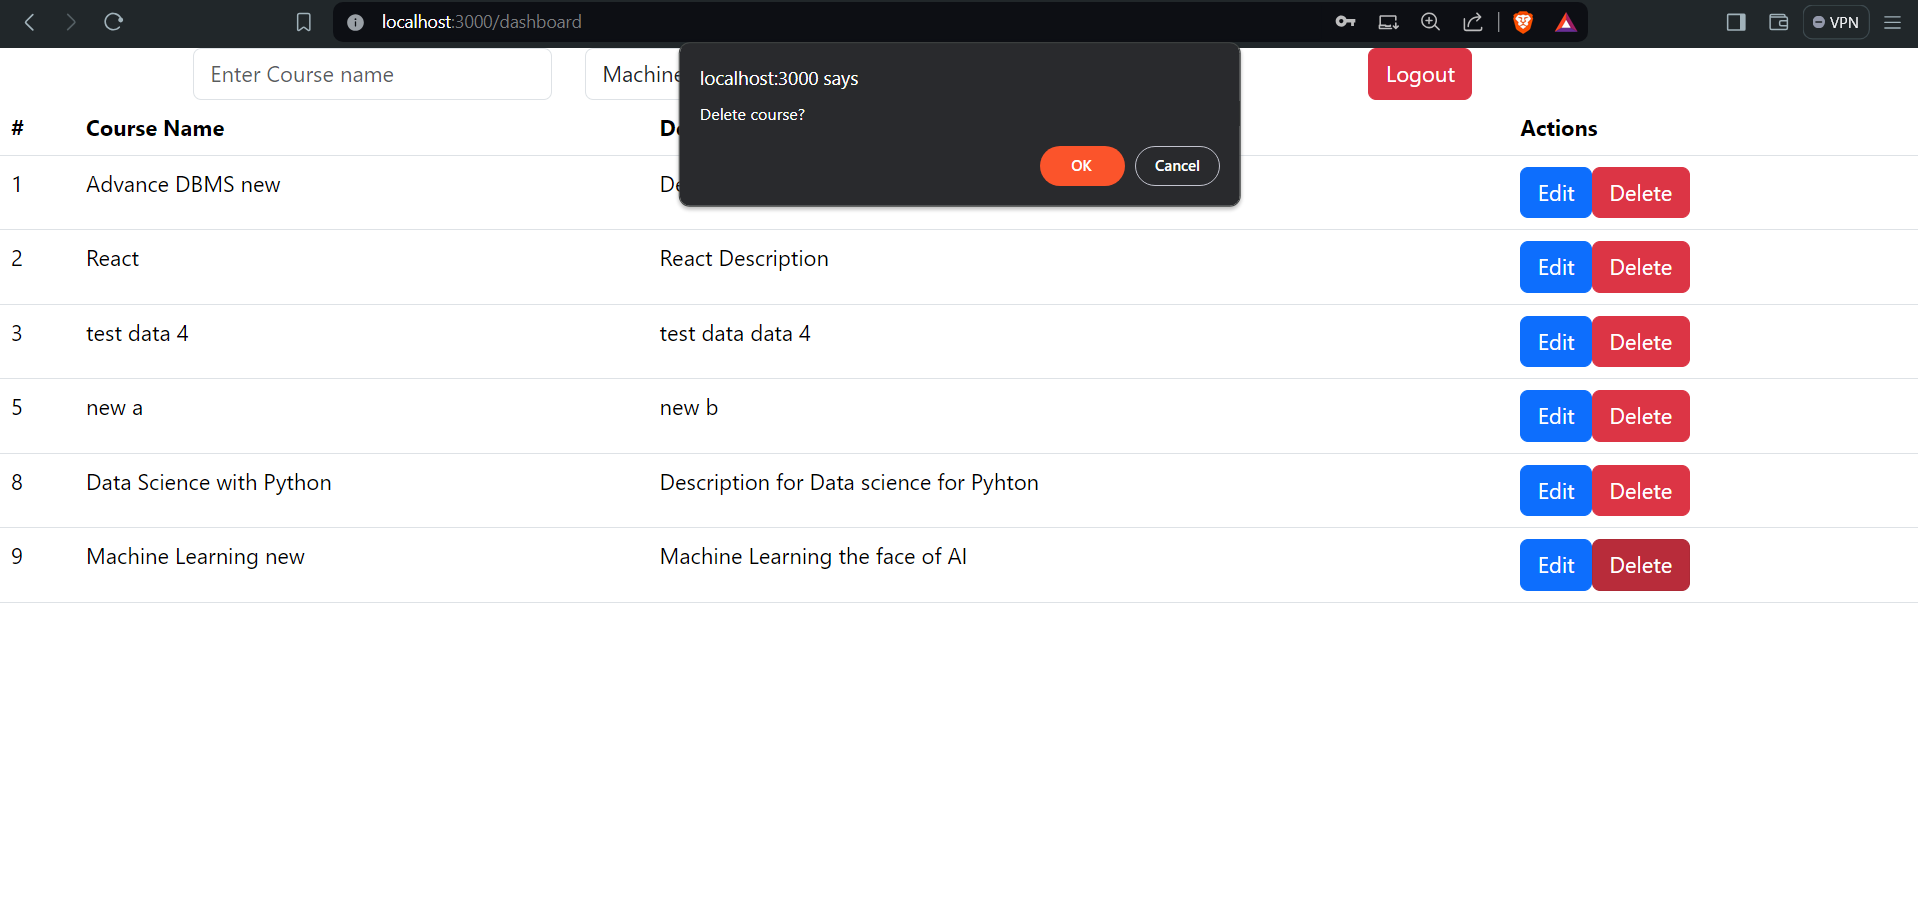 localhost:3000/dashboard
VPN
Enter Course name
Machine
Logout
localhost:3000 says
Delete course?
OK Cancel
# Course Name Actions
1 Advance DBMS new Edit Delete
2 React React Description Edit Delete
3 test data 4 test data data 4 Edit Delete
5 new a new b Edit Delete
8 Data Science with Python Description for Data science for Pyhton Edit Delete
9 Machine Learning new Machine Learning the face of AI Edit Delete